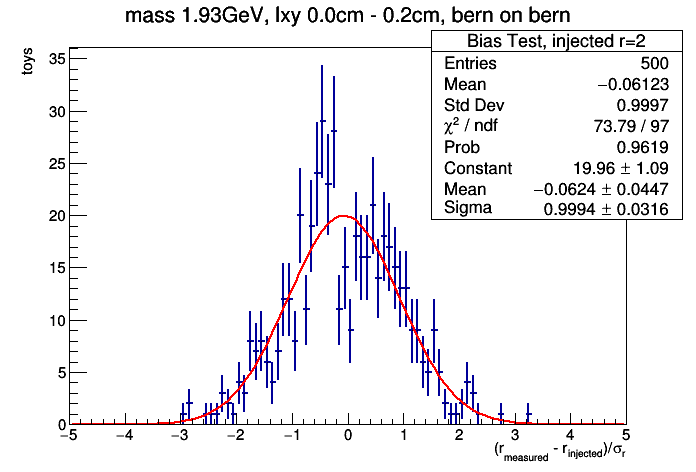 mass 1.93GeV, lxy 0.0cm - 0.2cm, bern on bern
Bias Test, injected r=2
Entries 500
Mean −0.06123
Std Dev 0.9997
χ² / ndf 73.79 / 97
Prob 0.9619
Constant 19.96 ± 1.09
Mean −0.0624 ± 0.0447
Sigma 0.9994 ± 0.0316
toys
35
30
25
20
15
10
5
0
−5 −4 −3 −2 −1 0 1 2 3 4 5
(r_measured - r_injected)/σ_r